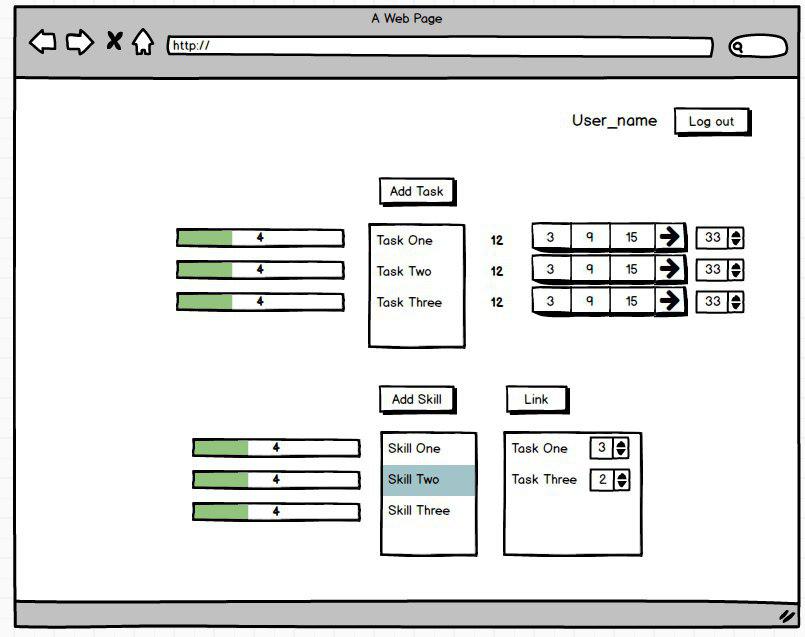 A Web Page
http://
User_name Log out
Add Task
4 Task One 12 3 9 15 33
4 Task Two 12 3 9 15 33
4 Task Three 12 3 9 15 33
Add Skill Link
4 Skill One Task One 3
4 Skill Two Task Three 2
4 Skill Three